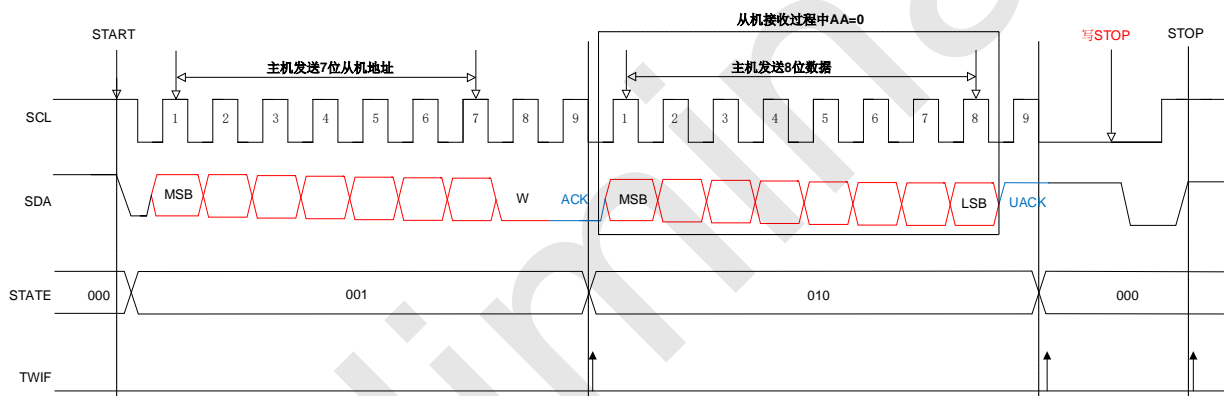 从机接收过程中AA=0
START
写STOP
STOP
主机发送7位从机地址
主机发送8位数据
SCL
1 2 3 4 5 6 7 8 9 1 2 3 4 5 6 7 8 9
SDA
MSB W ACK MSB LSB UACK
STATE
000 001 010 000
TWIF